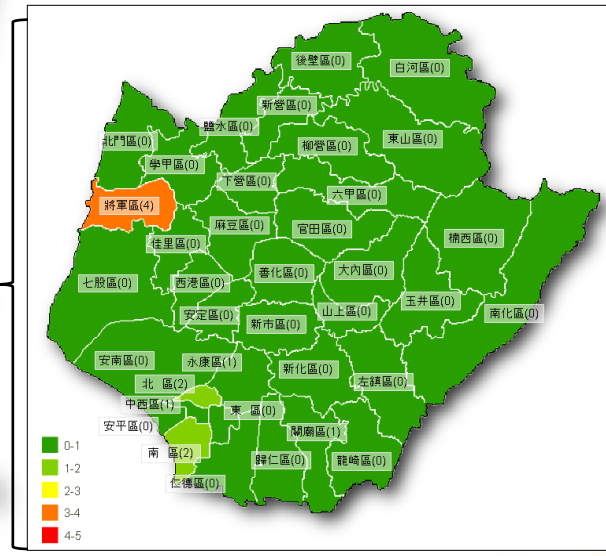 後壁區(0)
白河區(0)
新營區(0)
鹽水區(0)
北門區(0)
柳營區(0)
東山區(0)
學甲區(0)
下營區(0)
六甲區(0)
將軍區(4)
麻豆區(0)
官田區(0)
楠西區(0)
佳里區(0)
七股區(0)
西港區(0)
善化區(0)
大內區(0)
玉井區(0)
南化區(0)
安定區(0)
新市區(0)
山上區(0)
安南區(0)
永康區(1)
新化區(0)
左鎮區(0)
北 區(2)
中西區(1)
東 區(0)
安平區(0)
關廟區(1)
南 區(2)
歸仁區(0)
龍崎區(0)
仁德區(0)
0-1
1-2
2-3
3-4
4-5